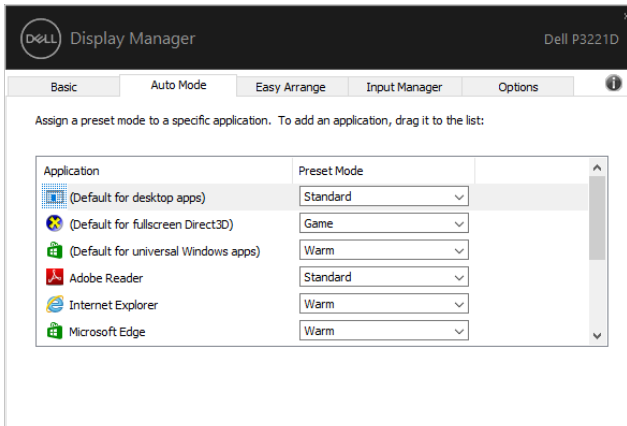 DELL Display Manager
Dell P3221D
Basic Auto Mode Easy Arrange Input Manager Options
Assign a preset mode to a specific application. To add an application, drag it to the list:
Application Preset Mode
(Default for desktop apps) Standard
(Default for fullscreen Direct3D) Game
(Default for universal Windows apps) Warm
Adobe Reader Standard
Internet Explorer Warm
Microsoft Edge Warm